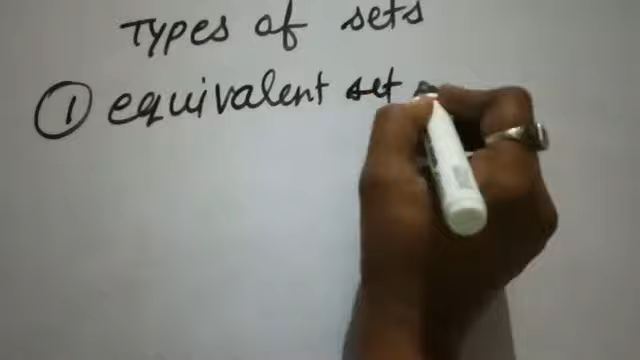 Types of sets
① equivalent set